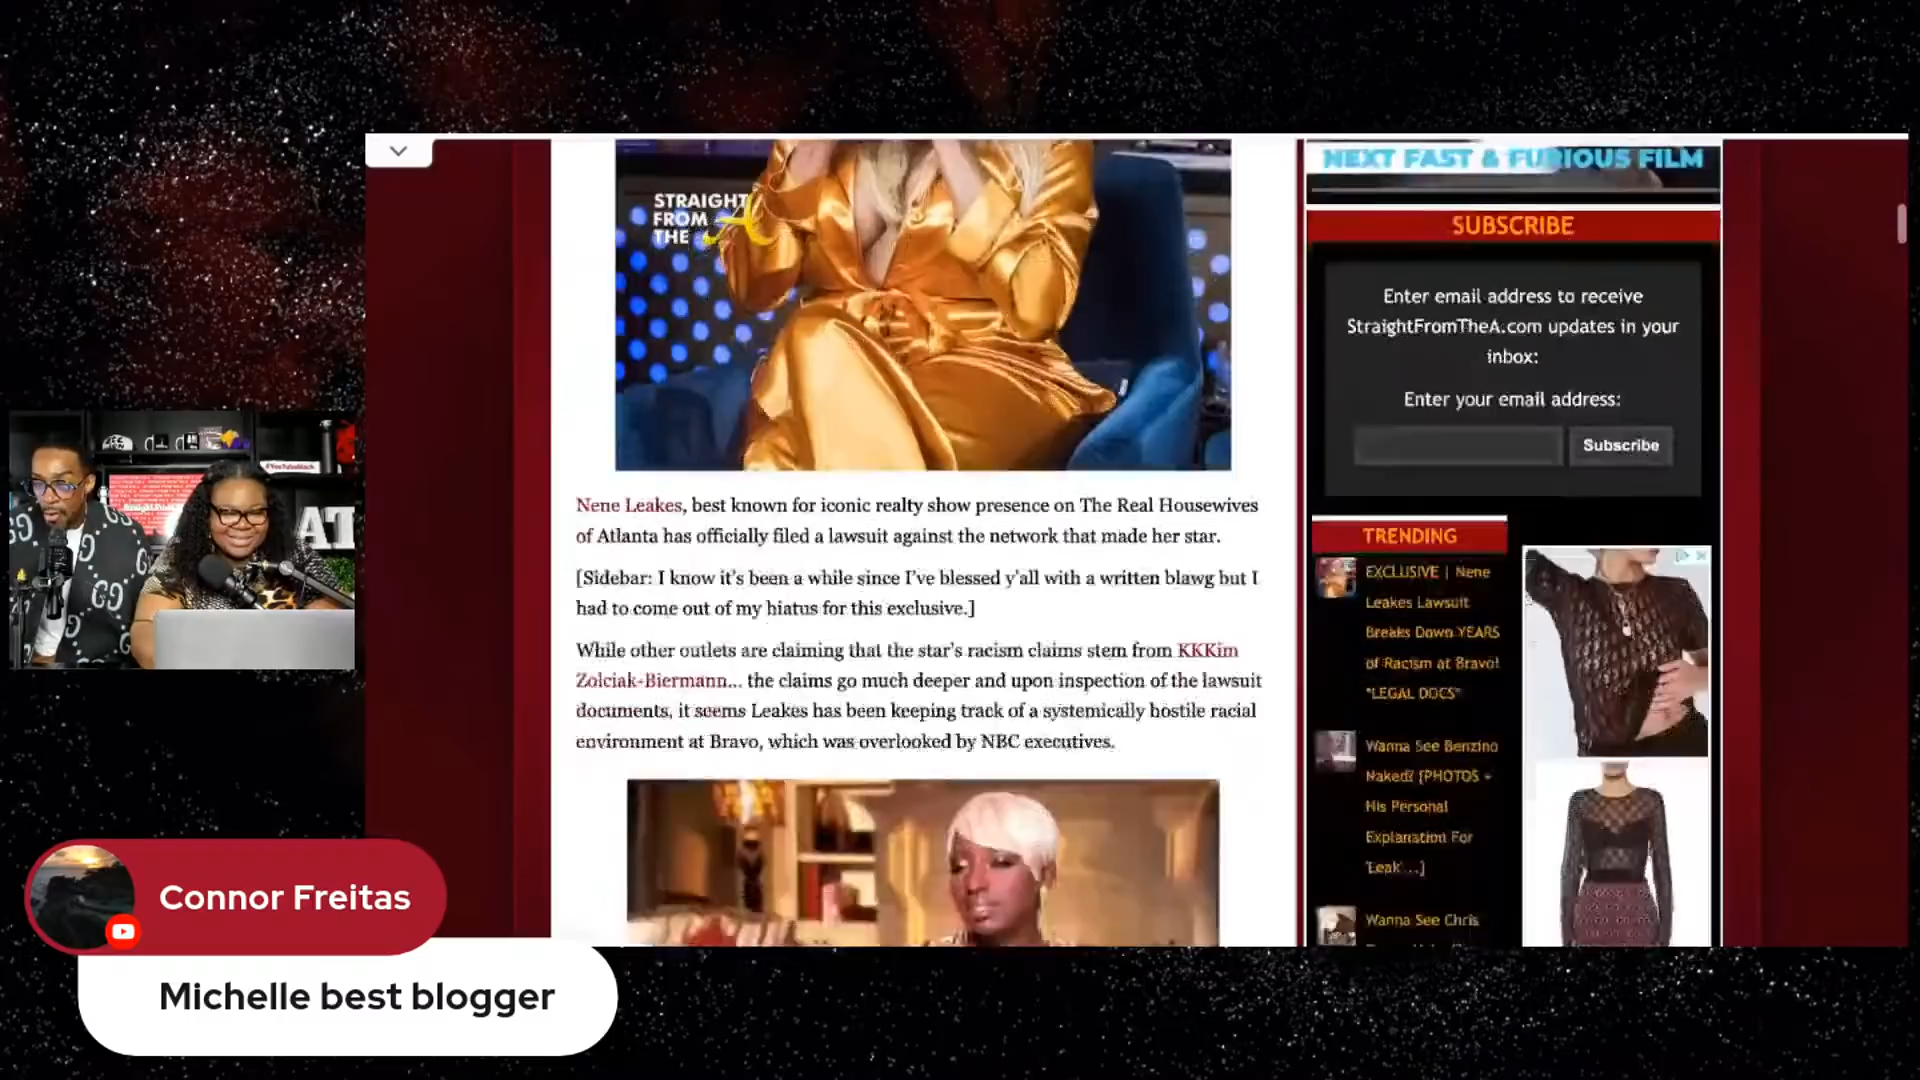 NEXT FAST & FURIOUS FILM
STRAIGHT
FROM
THE A
SUBSCRIBE
Enter email address to receive
StraightFromTheA.com updates in your
inbox:
Enter your email address:
Subscribe
Nene Leakes, best known for iconic realty show presence on The Real Housewives
of Atlanta has officially filed a lawsuit against the network that made her star.
[Sidebar: I know it's been a while since I've blessed y'all with a written blawg but I
had to come out of my hiatus for this exclusive.]
While other outlets are claiming that the star's racism claims stem from KKKim
Zolciak-Biermann... the claims go much deeper and upon inspection of the lawsuit
documents, it seems Leakes has been keeping track of a systemically hostile racial
environment at Bravo, which was overlooked by NBC executives.
TRENDING
EXCLUSIVE | Nene
Leakes Lawsuit
Breaks Down YEARS
of Racism at Bravo!
*LEGAL DOCS*
Wanna See Benzino
Naked? [PHOTOS +
His Personal
Explanation For
'Leak'...]
Wanna See Chris
#YouTubeBlack
AT
Connor Freitas
Michelle best blogger